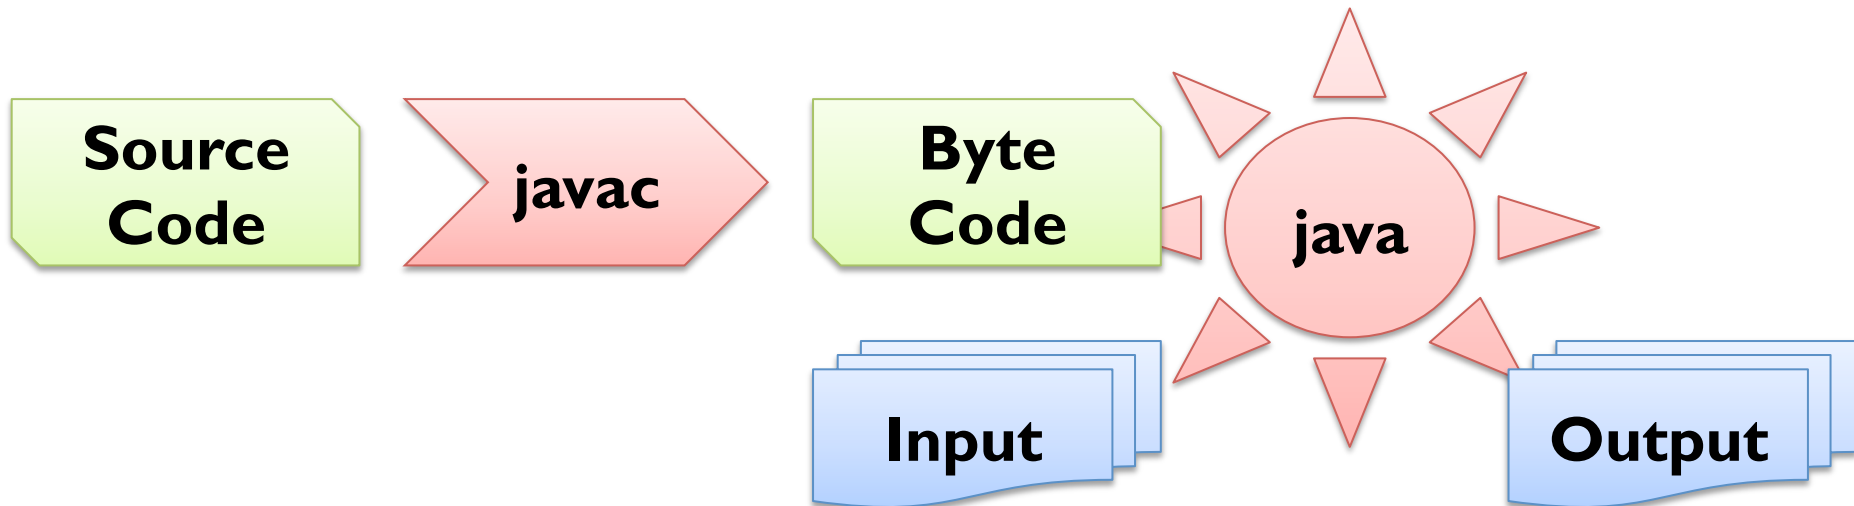 Source
Code
javac
Byte
Code
java
Input
Output